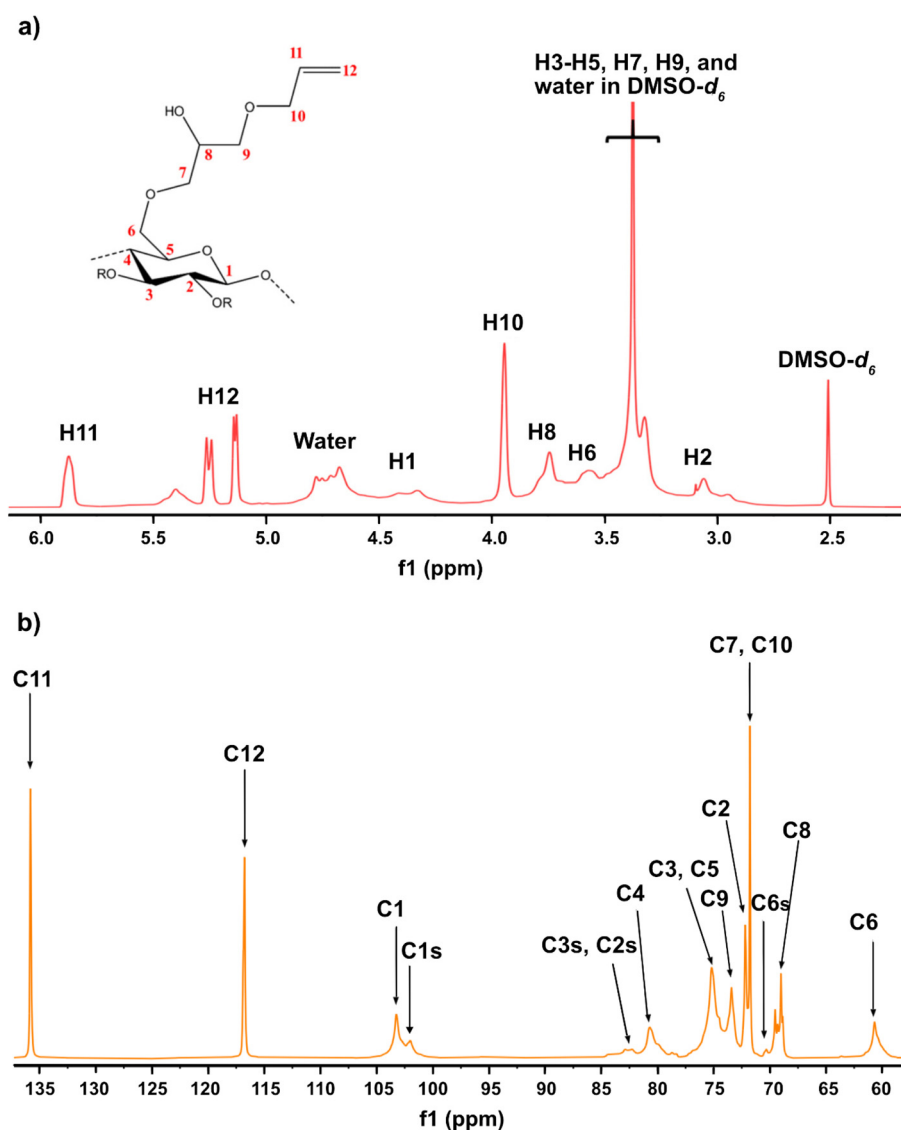 a)
11
12
H3-H5, H7, H9, and
water in DMSO-d6
O
10
HO
8
9
7
O
6
5
O
4
1
O
RO
3
2
OR
H10
DMSO-d6
H12
H11
Water
H8
H1
H6
H2
6.0 5.5 5.0 4.5 4.0 3.5 3.0 2.5
f1 (ppm)
b)
C7, C10
C11
C12
C2
C8
C3, C5
C4
C9
C6s
C1
C6
C1s
C3s, C2s
135 130 125 120 115 110 105 100 95 90 85 80 75 70 65 60
f1 (ppm)